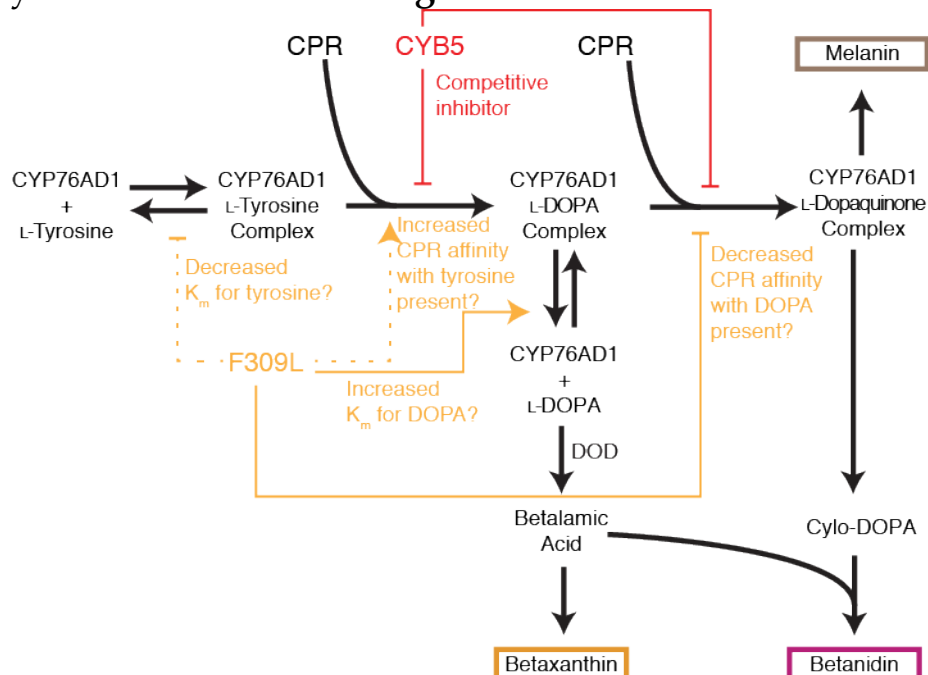 CPR
CYB5
CPR
Melanin
Competitive
inhibitor
CYP76AD1
+
L-Tyrosine
CYP76AD1
L-Tyrosine
Complex
CYP76AD1
L-DOPA
Complex
CYP76AD1
L-Dopaquinone
Complex
Increased
CPR affinity
with tyrosine
present?
Decreased
Km for tyrosine?
Decreased
CPR affinity
with DOPA
present?
F309L
Increased
Km for DOPA?
CYP76AD1
+
L-DOPA
DOD
Betalamic
Acid
Cylo-DOPA
Betaxanthin
Betanidin